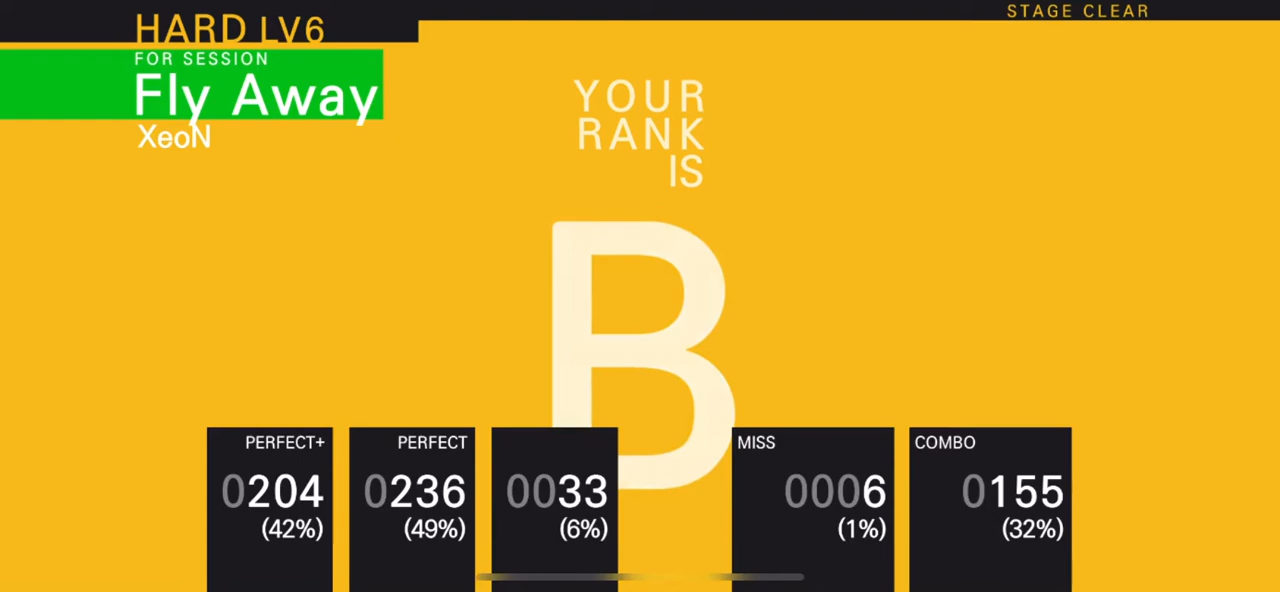 STAGE CLEAR
HARD LV6
FOR SESSION
Fly Away
XeoN
YOUR
RANK
IS
B
PERFECT+
0204
(42%)
PERFECT
0236
(49%)
0033
(6%)
MISS
0006
(1%)
COMBO
0155
(32%)